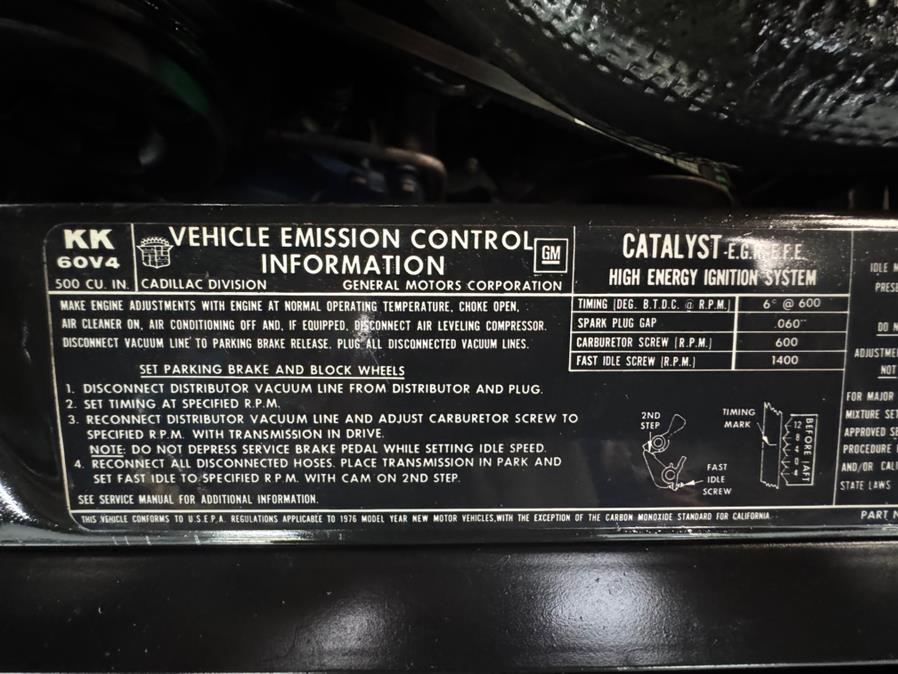 KK
60V4
500 CU. IN.
VEHICLE EMISSION CONTROL
INFORMATION
CADILLAC DIVISION GENERAL MOTORS CORPORATION
GM
MAKE ENGINE ADJUSTMENTS WITH ENGINE AT NORMAL OPERATING TEMPERATURE, CHOKE OPEN,
AIR CLEANER ON, AIR CONDITIONING OFF AND, IF EQUIPPED, DISCONNECT AIR LEVELING COMPRESSOR.
DISCONNECT VACUUM LINE TO PARKING BRAKE RELEASE. PLUG ALL DISCONNECTED VACUUM LINES.
SET PARKING BRAKE AND BLOCK WHEELS
1. DISCONNECT DISTRIBUTOR VACUUM LINE FROM DISTRIBUTOR AND PLUG.
2. SET TIMING AT SPECIFIED R.P.M.
3. RECONNECT DISTRIBUTOR VACUUM LINE AND ADJUST CARBURETOR SCREW TO
SPECIFIED R.P.M. WITH TRANSMISSION IN DRIVE.
NOTE: DO NOT DEPRESS SERVICE BRAKE PEDAL WHILE SETTING IDLE SPEED.
4. RECONNECT ALL DISCONNECTED HOSES. PLACE TRANSMISSION IN PARK AND
SET FAST IDLE TO SPECIFIED R.P.M. WITH CAM ON 2ND STEP.
SEE SERVICE MANUAL FOR ADDITIONAL INFORMATION.
THIS VEHICLE CONFORMS TO U.S.E.P.A. REGULATIONS APPLICABLE TO 1976 MODEL YEAR NEW MOTOR VEHICLES, WITH THE EXCEPTION OF THE CARBON MONOXIDE STANDARD FOR CALIFORNIA.
CATALYST-E.G.R.-E.F.E.
HIGH ENERGY IGNITION SYSTEM
TIMING (DEG. B.T.D.C. @ R.P.M.) 6° @ 600
SPARK PLUG GAP .060"
CARBURETOR SCREW (R.P.M.) 600
FAST IDLE SCREW (R.P.M.) 1400
2ND
STEP
FAST
IDLE
SCREW
TIMING
MARK
12
8
4
0
4
BEFORE
AFT
IDLE M
PRES
DO N
ADJUSTME
NOT
FOR MAJOR
MIXTURE SET
APPROVED SE
PROCEDURE
AND/OR CALI
STATE LAWS
PART N